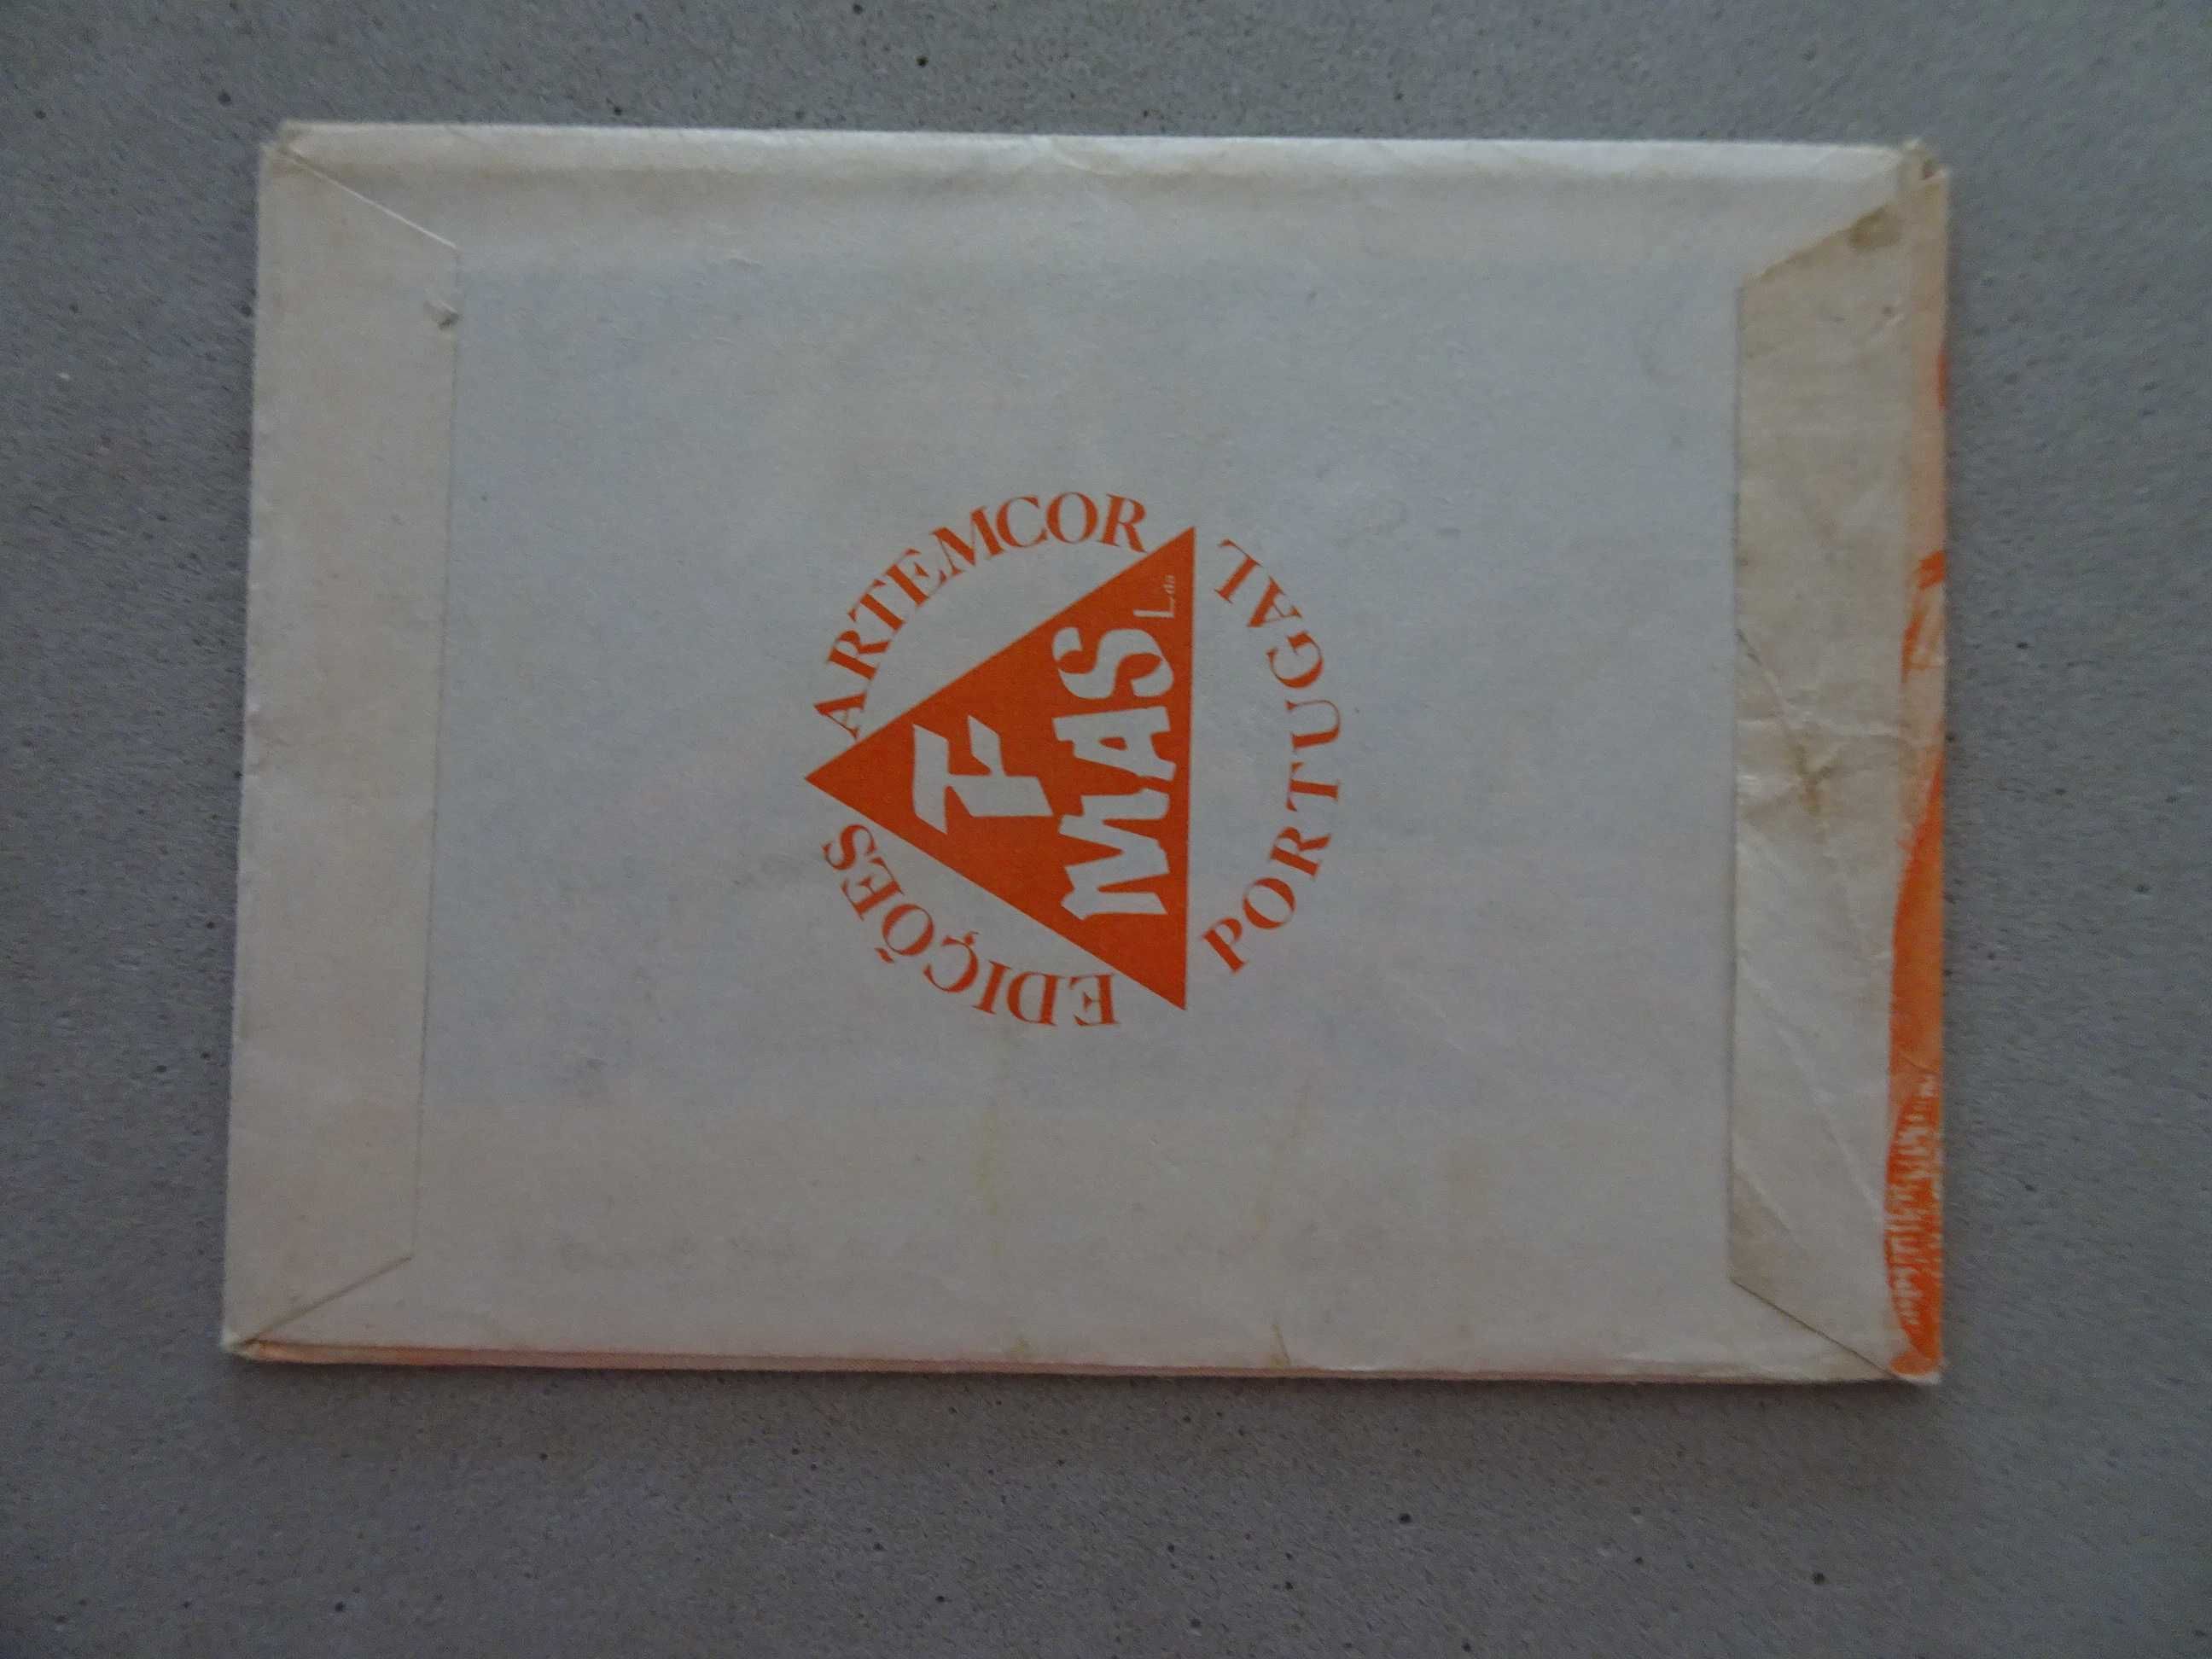 EDIÇÕES ARTEMCOR
F
MAS Lda
PORTUGAL